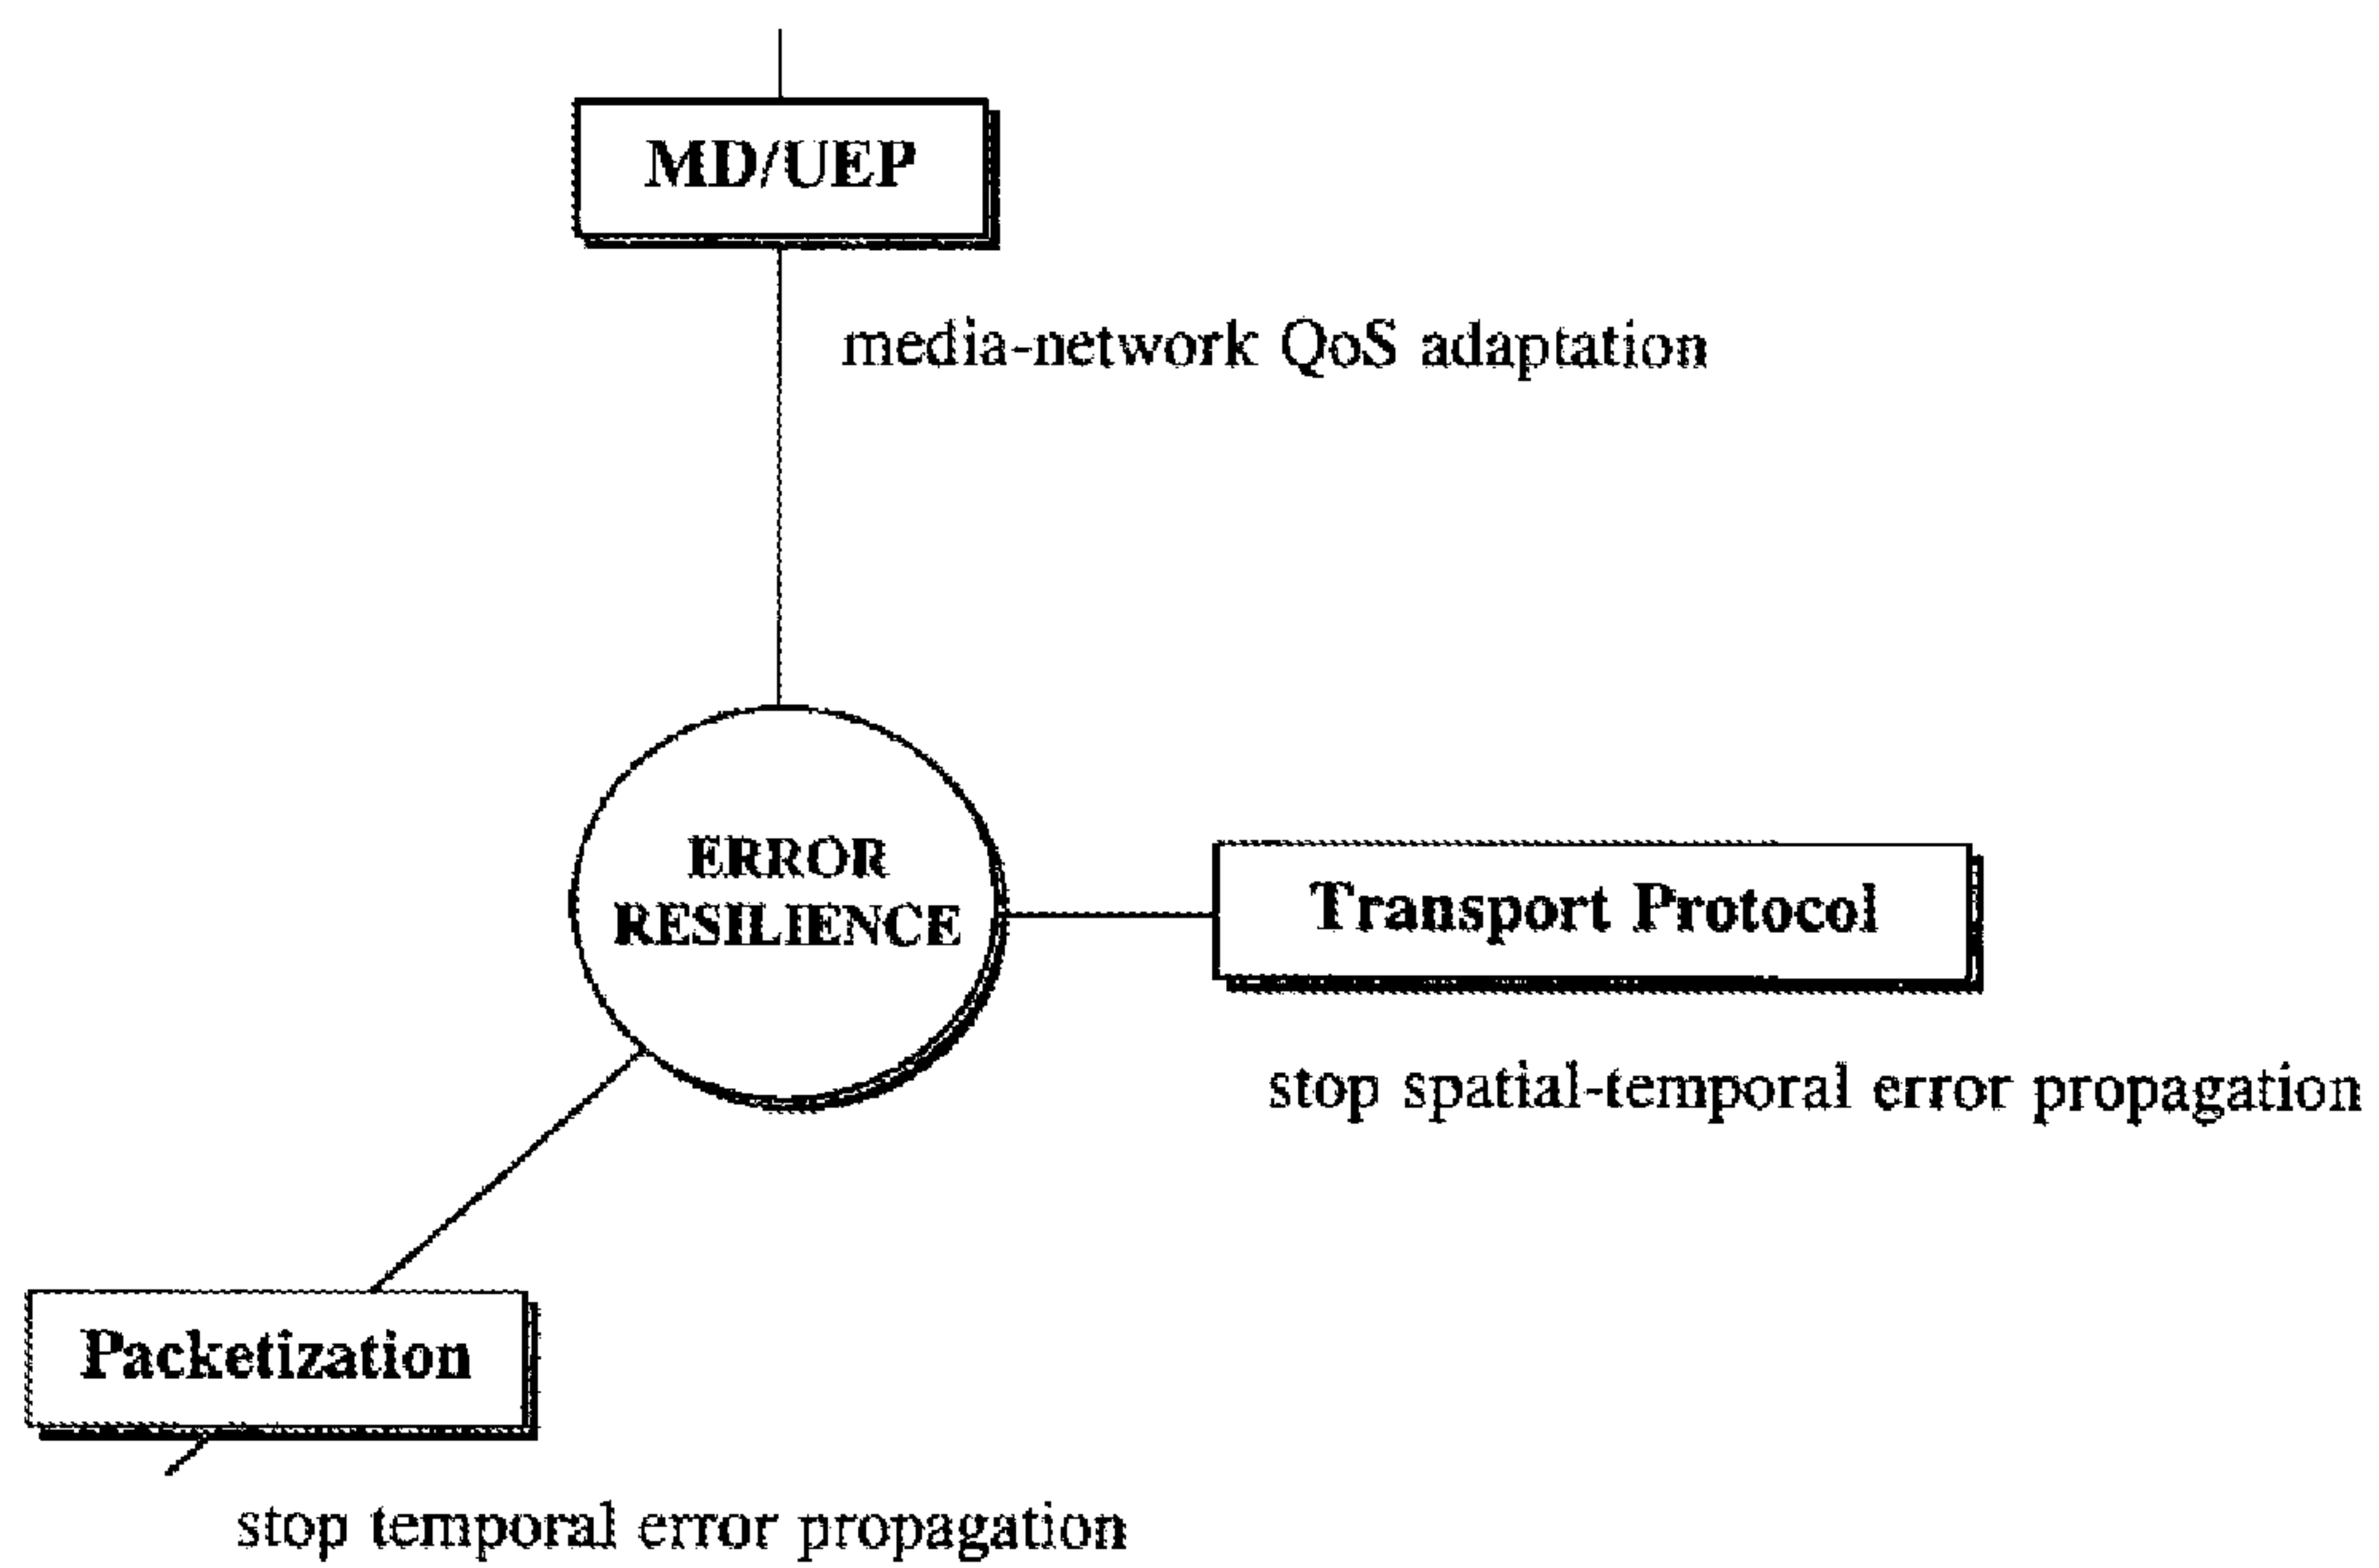 MD/UEP
media-network QoS adaptation
ERROR
RESILIENCE
Transport Protocol
stop spatial-temporal error propagation
Packetization
stop temporal error propagation